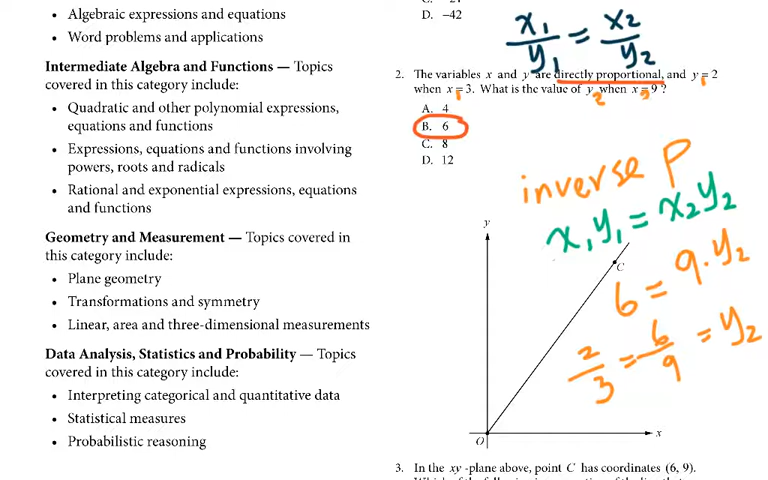 • Algebraic expressions and equations
• Word problems and applications
Intermediate Algebra and Functions — Topics
covered in this category include:
• Quadratic and other polynomial expressions,
equations and functions
• Expressions, equations and functions involving
powers, roots and radicals
• Rational and exponential expressions, equations
and functions
Geometry and Measurement — Topics covered in
this category include:
• Plane geometry
• Transformations and symmetry
• Linear, area and three-dimensional measurements
Data Analysis, Statistics and Probability — Topics
covered in this category include:
• Interpreting categorical and quantitative data
• Statistical measures
• Probabilistic reasoning
D. −42
x1/y1 = x2/y2
2. The variables x and y are directly proportional, and y = 2
when x = 3. What is the value of y when x = 9 ?
1
1
2
2
A. 4
B. 6
C. 8
D. 12
inverse P
x1y1 = x2y2
6 = 9.y2
2/3 = 6/9 = y2
y
C
O
x
3. In the xy -plane above, point C has coordinates (6, 9).